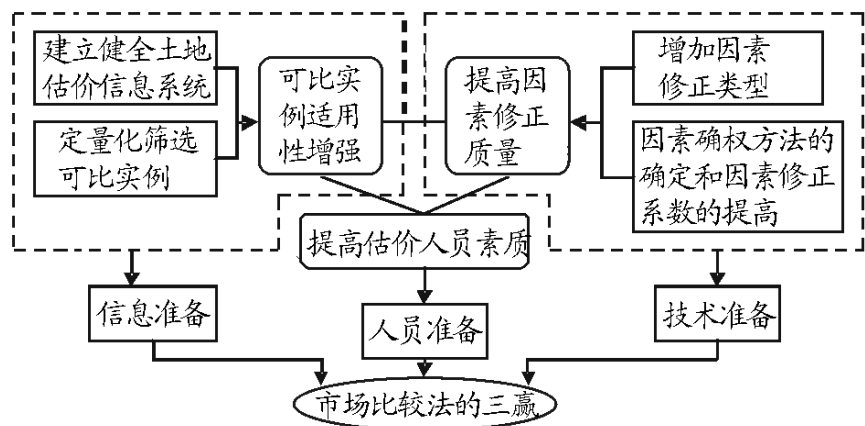 建立健全土地
估价信息系统
定量化筛选
可比实例
可比实
例适用
性增强
提高因
素修正
质量
增加因素
修正类型
因素确权方法的
确定和因素修正
系数的提高
提高估价人员素质
信息准备
人员准备
技术准备
市场比较法的三赢